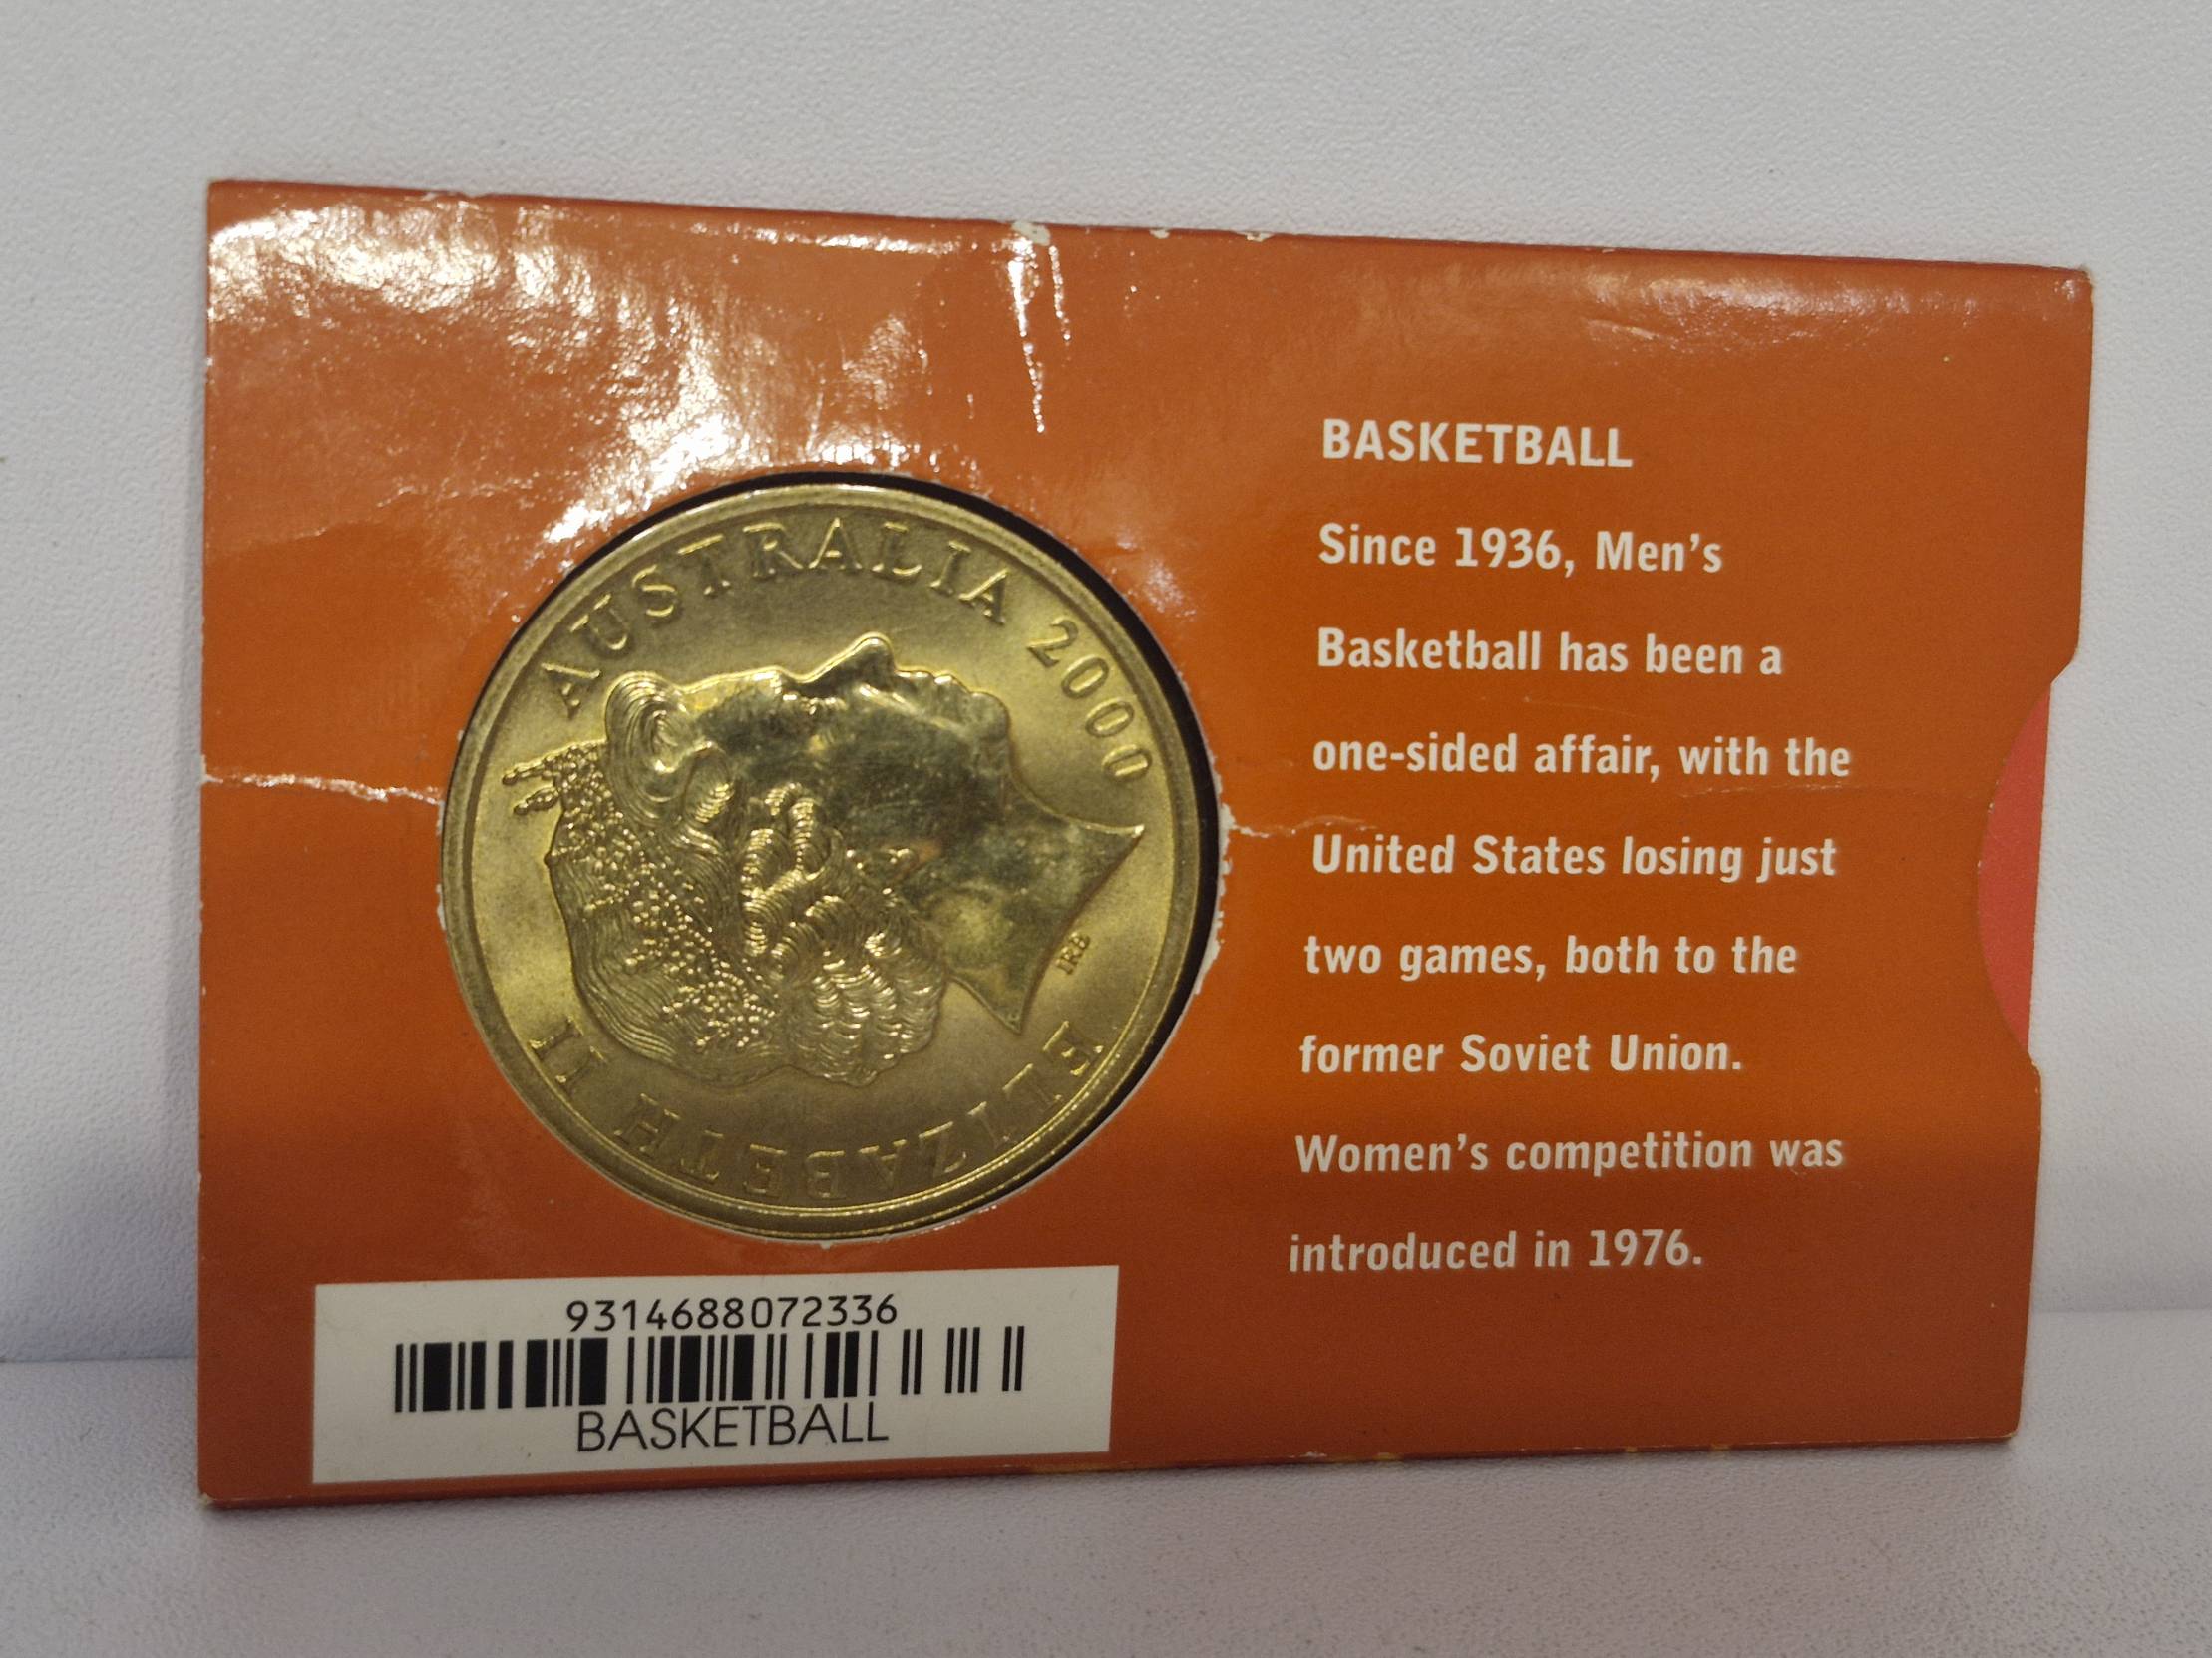 AUSTRALIA 2000
ELIZABETH II
IRB
BASKETBALL
Since 1936, Men's
Basketball has been a
one-sided affair, with the
United States losing just
two games, both to the
former Soviet Union.
Women's competition was
introduced in 1976.
9314688072336
BASKETBALL